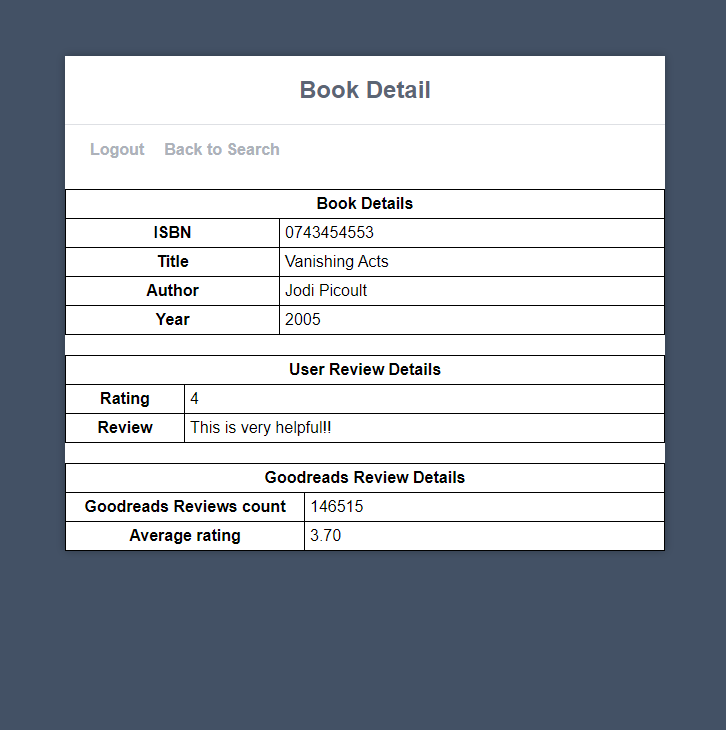 Book Detail
Logout Back to Search
Book Details
ISBN 0743454553
Title Vanishing Acts
Author Jodi Picoult
Year 2005
User Review Details
Rating 4
Review This is very helpful!!
Goodreads Review Details
Goodreads Reviews count 146515
Average rating 3.70